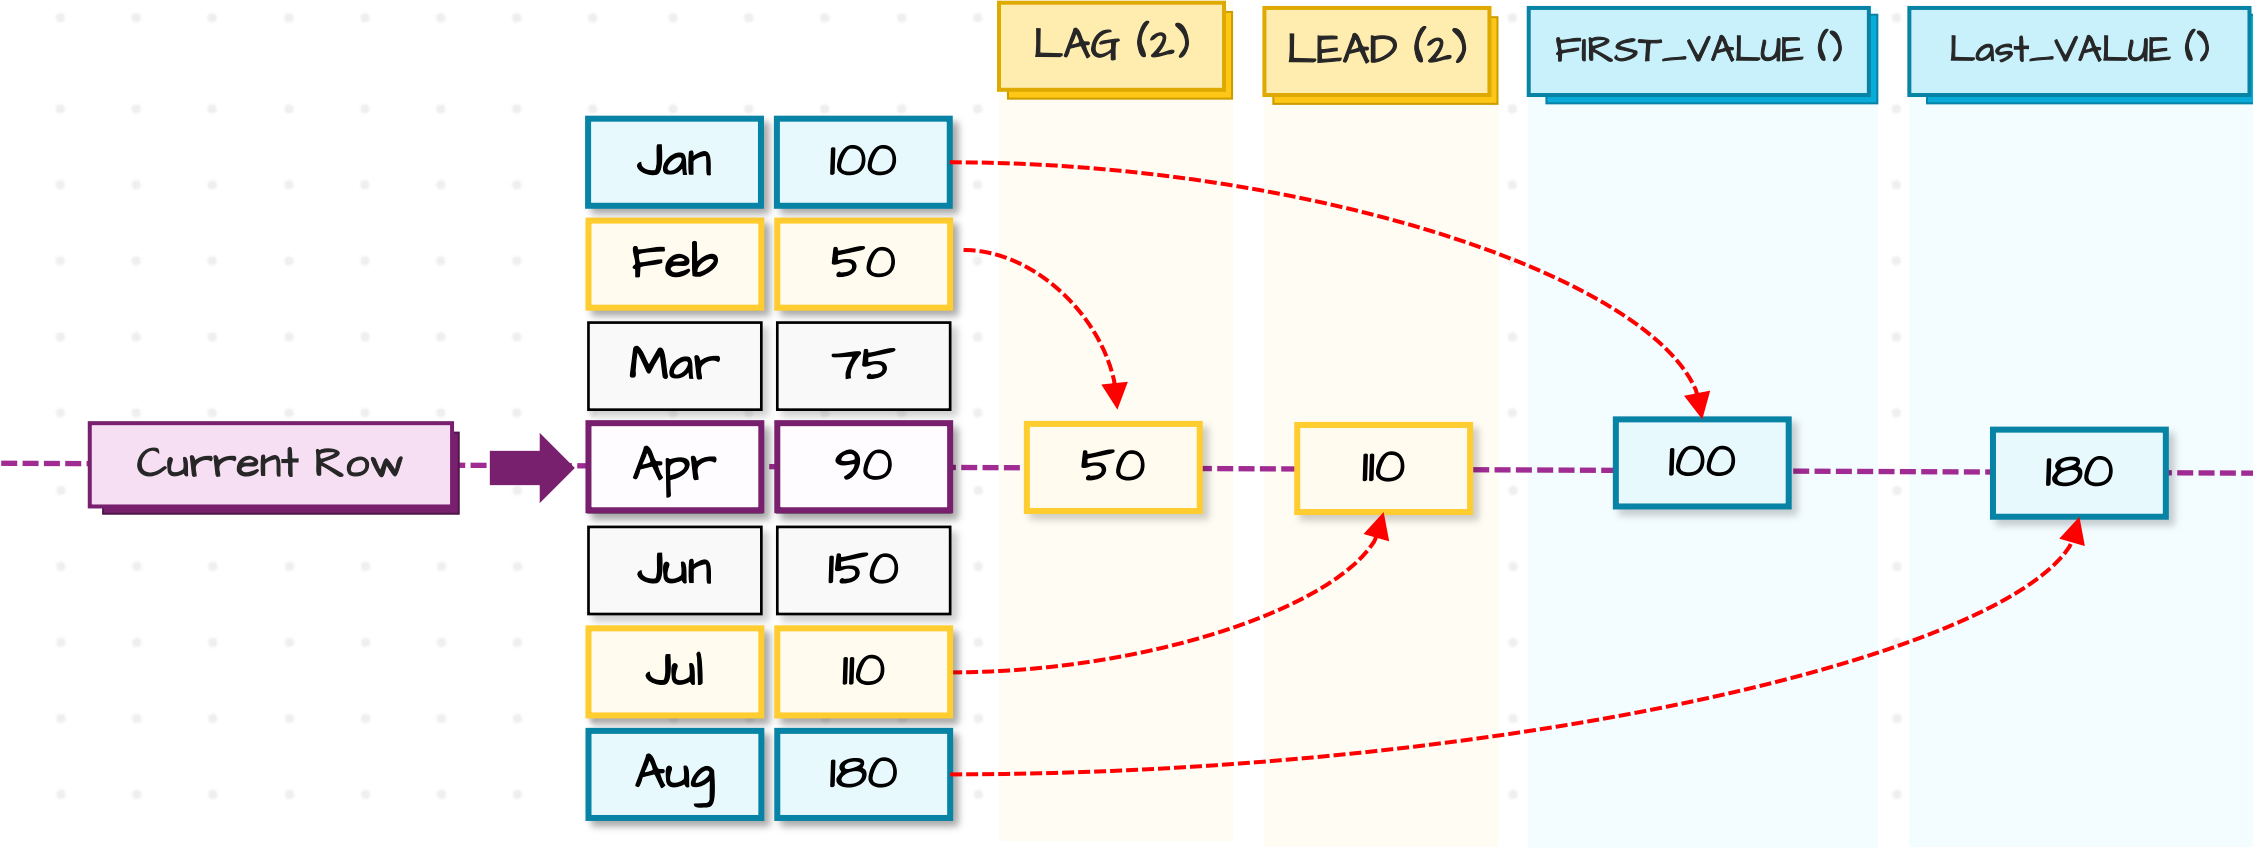 LAG (2)
LEAD (2)
FIRST_VALUE ()
Last_VALUE ()
Jan 100
Feb 50
Mar 75
Current Row Apr 90 50 110 100 180
Jun 150
Jul 110
Aug 180